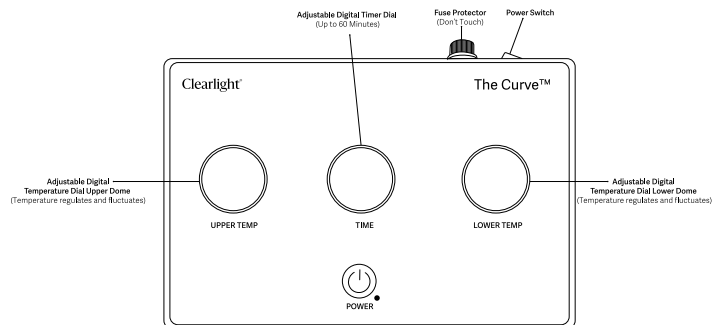 Adjustable Digital Timer Dial
(Up to 60 Minutes)
Fuse Protector
(Don't Touch)
Power Switch
Clearlight®
The Curve™
Adjustable Digital
Temperature Dial Upper Dome
(Temperature regulates and fluctuates)
Adjustable Digital
Temperature Dial Lower Dome
(Temperature regulates and fluctuates)
UPPER TEMP
TIME
LOWER TEMP
POWER